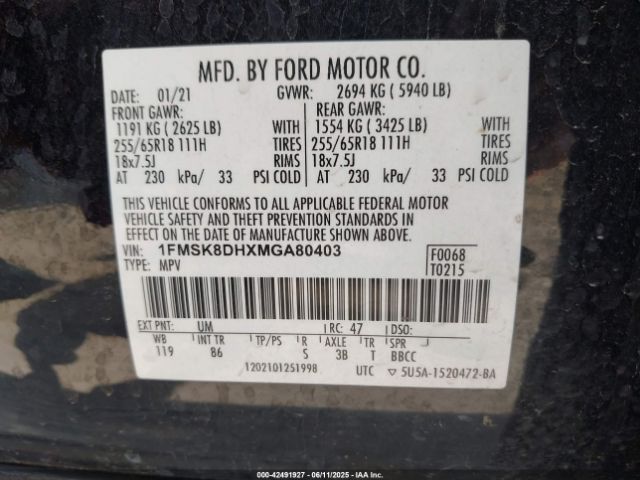 MFD. BY FORD MOTOR CO.
DATE: 01/21 GVWR: 2694 KG ( 5940 LB)
FRONT GAWR: REAR GAWR:
1191 KG ( 2625 LB) WITH 1554 KG ( 3425 LB) WITH
255/65R18 111H TIRES 255/65R18 111H TIRES
18x7.5J RIMS 18x7.5J RIMS
AT 230 kPa/ 33 PSI COLD AT 230 kPa/ 33 PSI COLD
THIS VEHICLE CONFORMS TO ALL APPLICABLE FEDERAL MOTOR
VEHICLE SAFETY AND THEFT PREVENTION STANDARDS IN
EFFECT ON THE DATE OF MANUFACTURE SHOWN ABOVE.
VIN: 1FMSK8DHXMGA80403 F0068
TYPE: MPV T0215
EXT PNT: UM RC: 47 DSO:
WB INT TR TP/PS R AXLE TR SPR
119 86 S 3B T BBCC
1202101251998 UTC ▽ 5U5A-1520472-BA
000-42491927 - 06/11/2025 - COPYRIGHT IAA, LLC.